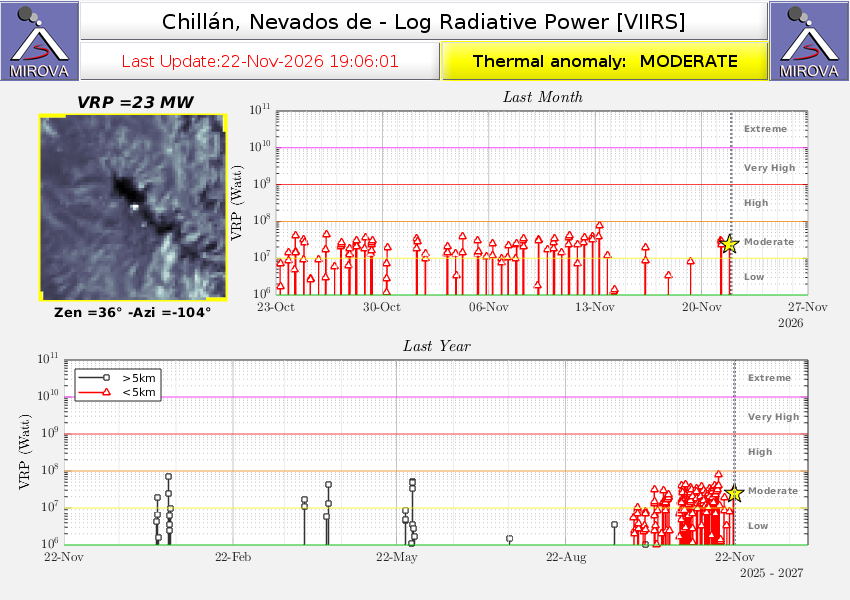 MIROVA
Chillán, Nevados de - Log Radiative Power [VIIRS]
MIROVA
Last Update:22-Nov-2026 19:06:01
Thermal anomaly: MODERATE
VRP =23 MW
Zen =36° -Azi =-104°
Last Month
VRP (Watt)
10^11
10^10
10^9
10^8
10^7
10^6
Extreme
Very High
High
Moderate
Low
23-Oct
30-Oct
06-Nov
13-Nov
20-Nov
27-Nov
2026
Last Year
VRP (Watt)
10^11
10^10
10^9
10^8
10^7
10^6
>5km
<5km
Extreme
Very High
High
Moderate
Low
22-Nov
22-Feb
22-May
22-Aug
22-Nov
2025 - 2027